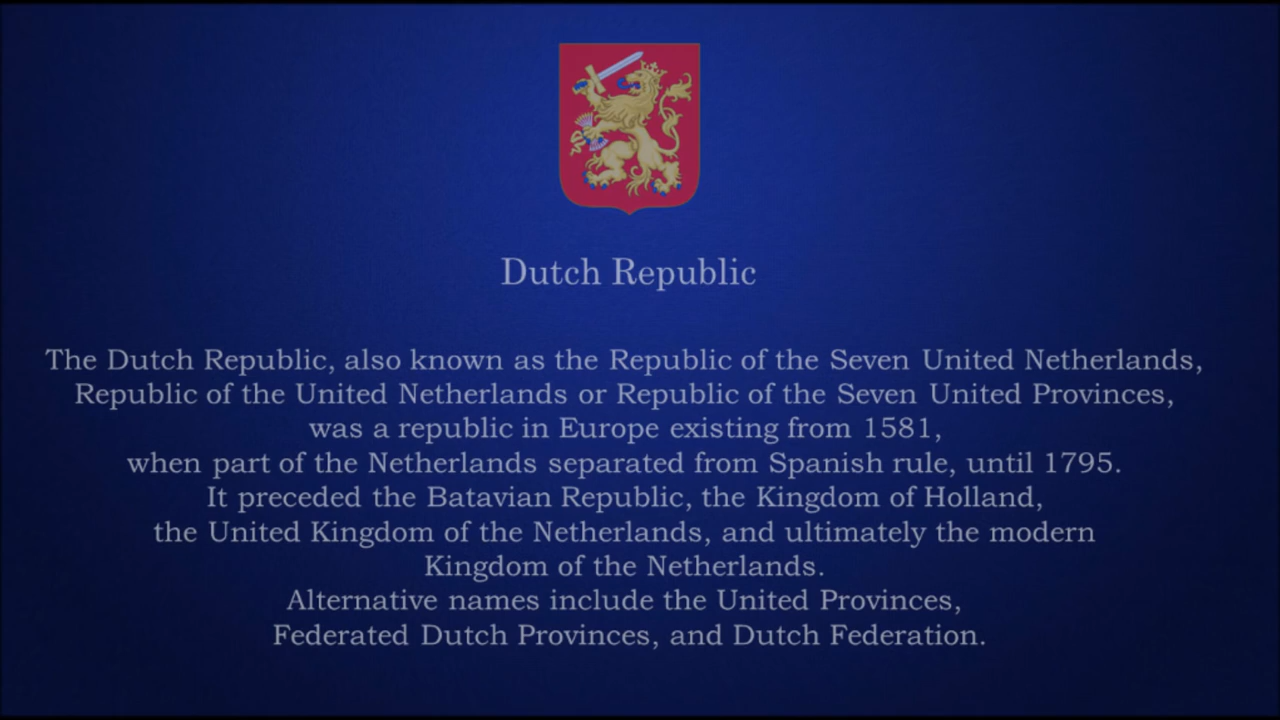 Dutch Republic
The Dutch Republic, also known as the Republic of the Seven United Netherlands,
Republic of the United Netherlands or Republic of the Seven United Provinces,
was a republic in Europe existing from 1581,
when part of the Netherlands separated from Spanish rule, until 1795.
It preceded the Batavian Republic, the Kingdom of Holland,
the United Kingdom of the Netherlands, and ultimately the modern
Kingdom of the Netherlands.
Alternative names include the United Provinces,
Federated Dutch Provinces, and Dutch Federation.